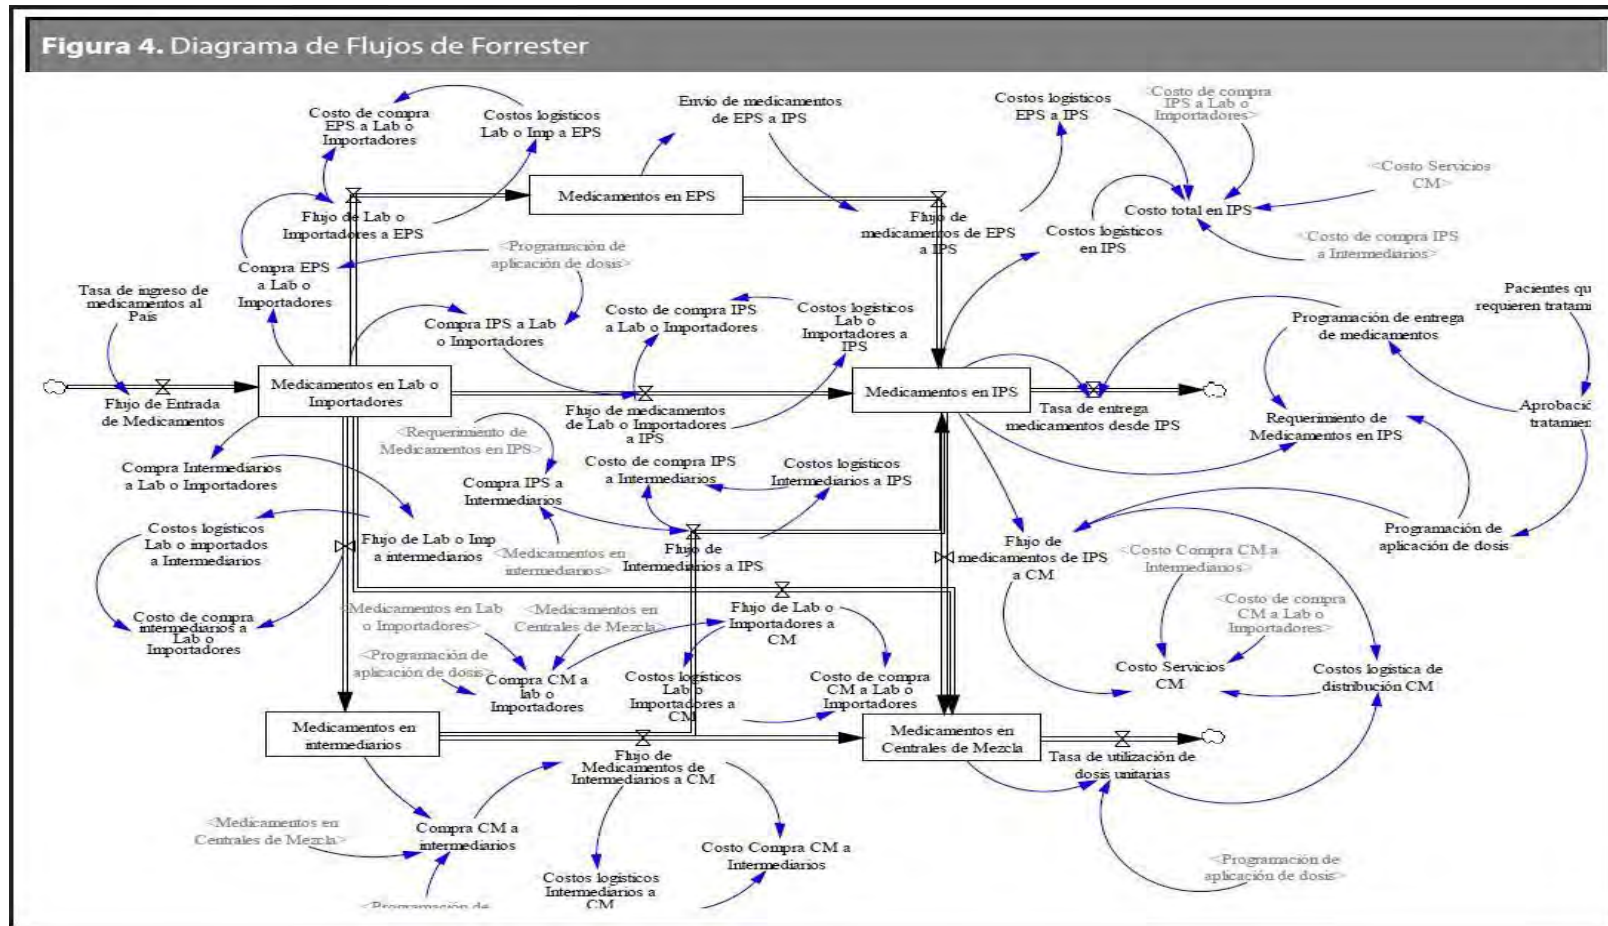 Figura 4. Diagrama de Flujos de Forrester
Costo de compra
EPS a Lab o
Importadores
Costos logísticos
Lab o Imp a EPS
Envío de medicamentos
de EPS a IPS
Costos logísticos
EPS a IPS
<Costo de compra
IPS a Lab o
Importadores>
<Costo Servicios
CM>
Medicamentos en EPS
Flujo de Lab o
Importadores a EPS
Flujo de
medicamentos de EPS
a IPS
Costo total en IPS
Costos logísticos
en IPS
<Costo de compra IPS
a Intermediarios>
<Programación de
aplicación de dosis>
Compra EPS
a Lab o
Importadores
Tasa de ingreso de
medicamentos al
País
Compra IPS a Lab
o Importadores
Costo de compra IPS
a Lab o Importadores
Costos logísticos
Lab o
Importadores a
IPS
Programación de entrega
de medicamentos
Pacientes qu
requieren tratami
Medicamentos en Lab o
Importadores
Medicamentos en IPS
Flujo de Entrada
de Medicamentos
Flujo de medicamentos
de Lab o Importadores
a IPS
Tasa de entrega
medicamentos desde IPS
Requerimiento de
Medicamentos en IPS
Aprobació
tratamien
<Requerimiento de
Medicamentos en IPS>
Compra Intermediarios
a Lab o Importadores
Compra IPS a
Intermediarios
Costo de compra IPS
a Intermediarios
Costos logísticos
Intermediarios a IPS
Costos logísticos
Lab o importados
a Intermediarios
Flujo de Lab o Imp
a intermediarios
<Medicamentos en
intermediarios>
Flujo de
Intermediarios a IPS
Flujo de
medicamentos de IPS
a CM
Programación de
aplicación de dosis
<Costo Compra CM a
Intermediarios>
<Costo de compra
CM a Lab o
Importadores>
Costo de compra
intermediarios a
Lab o
Importadores
<Medicamentos en Lab
o Importadores>
<Medicamentos en
Centrales de Mezcla>
Flujo de Lab o
Importadores a
CM
<Programación de
aplicación de dosis>
Compra CM a
lab o
Importadores
Costos logísticos
Lab o
Importadores a
CM
Costo de compra
CM a Lab o
Importadores
Costo Servicios
CM
Costos logística de
distribución CM
Medicamentos en
intermediarios
Medicamentos en
Centrales de Mezcla
Flujo de
Medicamentos de
Intermediarios a CM
Tasa de utilización de
dosis unitarias
<Medicamentos en
Centrales de Mezcla>
Compra CM a
intermediarios
Costo Compra CM a
Intermediarios
Costos logísticos
Intermediarios a
CM
<Programación de
aplicación de dosis>
<Programación de